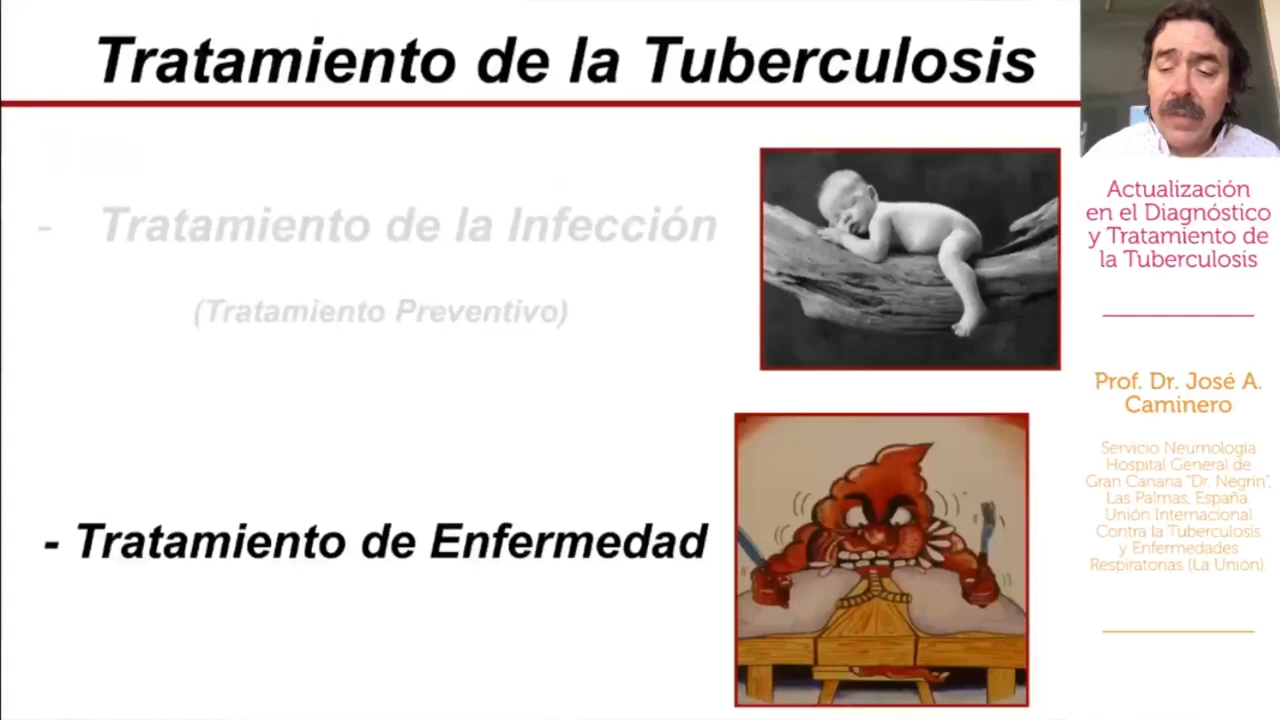 Tratamiento de la Tuberculosis
- Tratamiento de la Infección
(Tratamiento Preventivo)
- Tratamiento de Enfermedad
Actualización
en el Diagnóstico
y Tratamiento de
la Tuberculosis
Prof. Dr. José A.
Caminero
Servicio Neumología
Hospital General de
Gran Canaria "Dr. Negrín".
Las Palmas, España.
Unión Internacional
Contra la Tuberculosis
y Enfermedades
Respiratorias (La Unión)